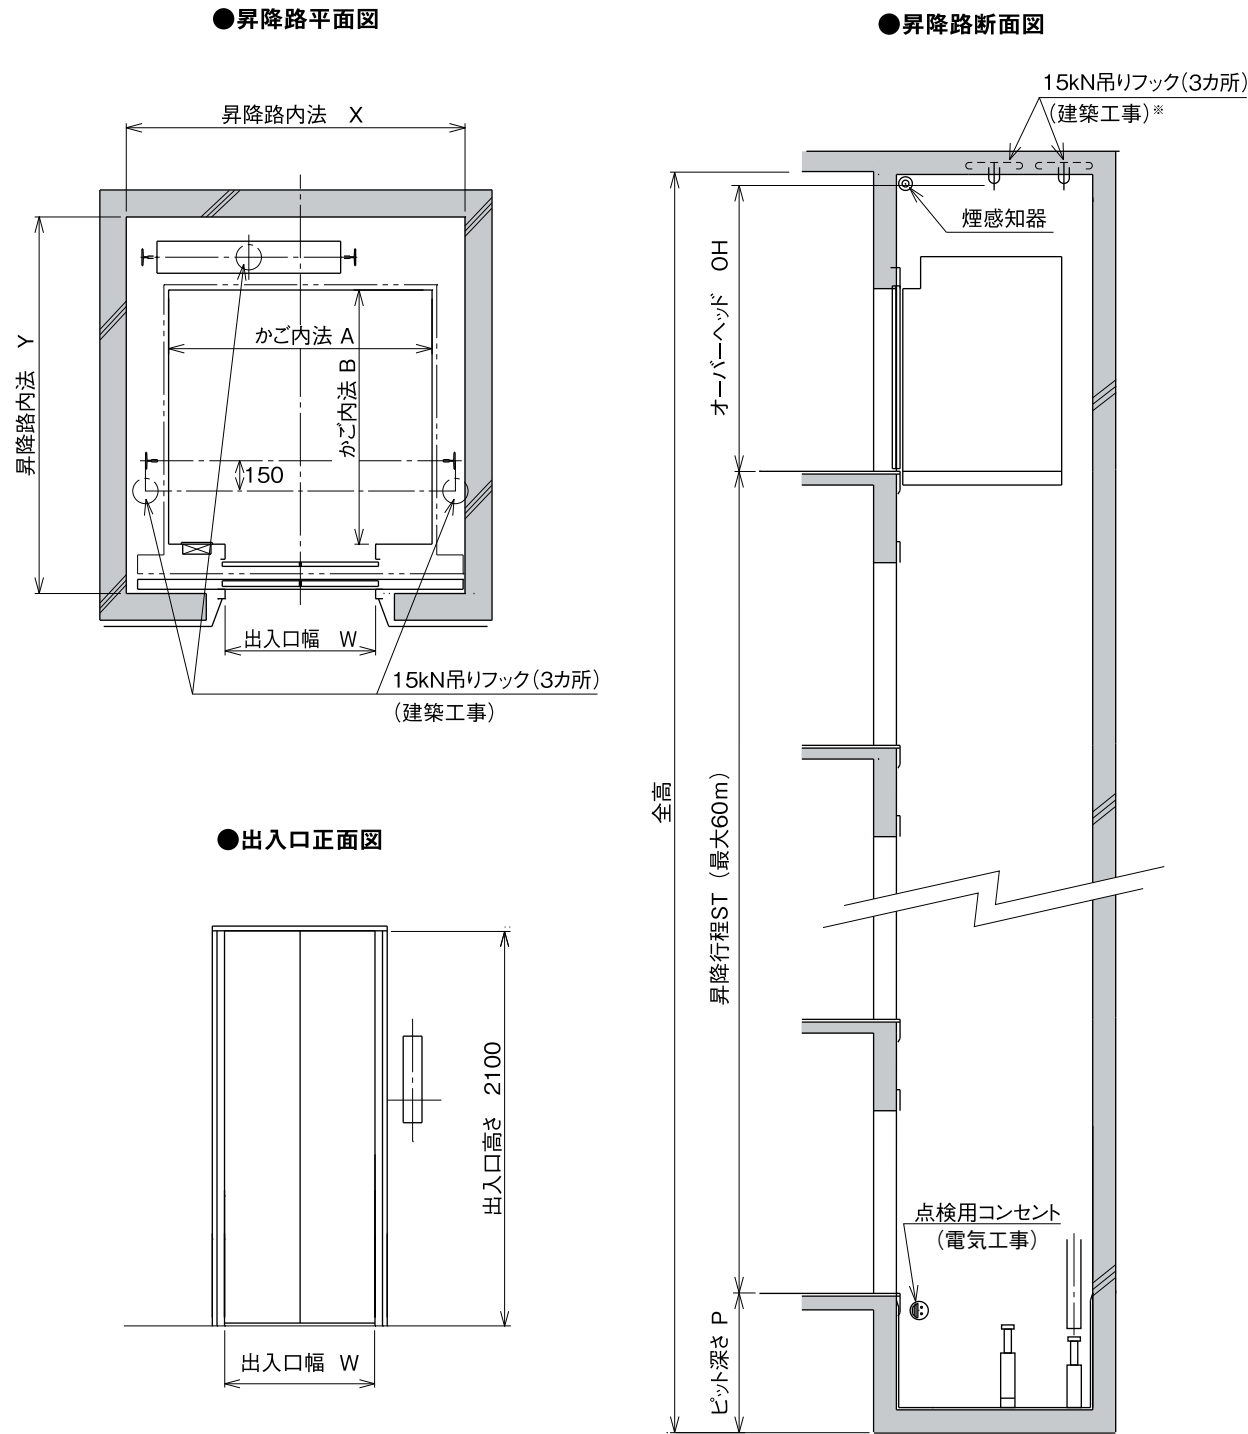 ●昇降路平面図
昇降路内法 X
昇降路内法 Y
かご内法 A
かご内法 B
150
出入口幅 W
15kN吊りフック(3カ所)
(建築工事)
●出入口正面図
出入口高さ 2100
出入口幅 W
●昇降路断面図
15kN吊りフック(3カ所)
(建築工事)※
煙感知器
オーバーヘッド OH
全高
昇降行程ST (最大60m)
点検用コンセント
(電気工事)
ピット深さ P